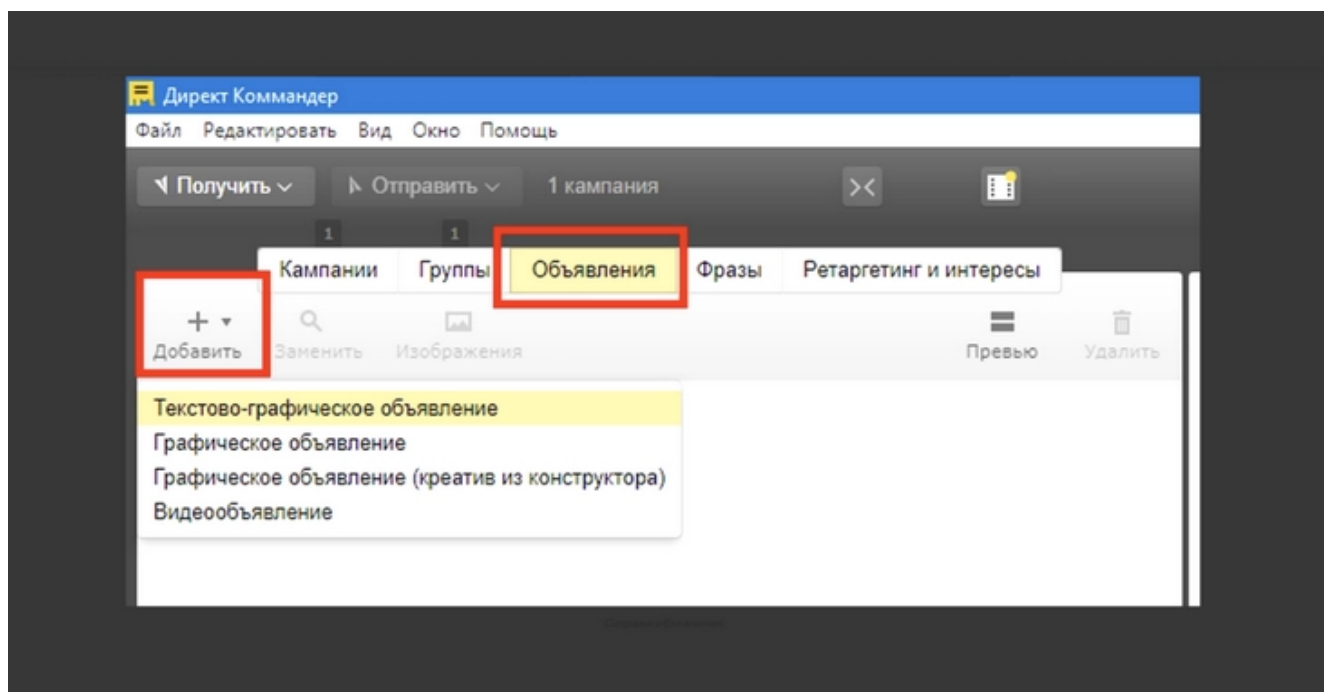 Директ Коммандер
Файл Редактировать Вид Окно Помощь
Получить Отправить 1 кампания
1 1
Кампании Группы Объявления Фразы Ретаргетинг и интересы
Добавить Заменить Изображения Превью Удалить
Текстово-графическое объявление
Графическое объявление
Графическое объявление (креатив из конструктора)
Видеообъявление